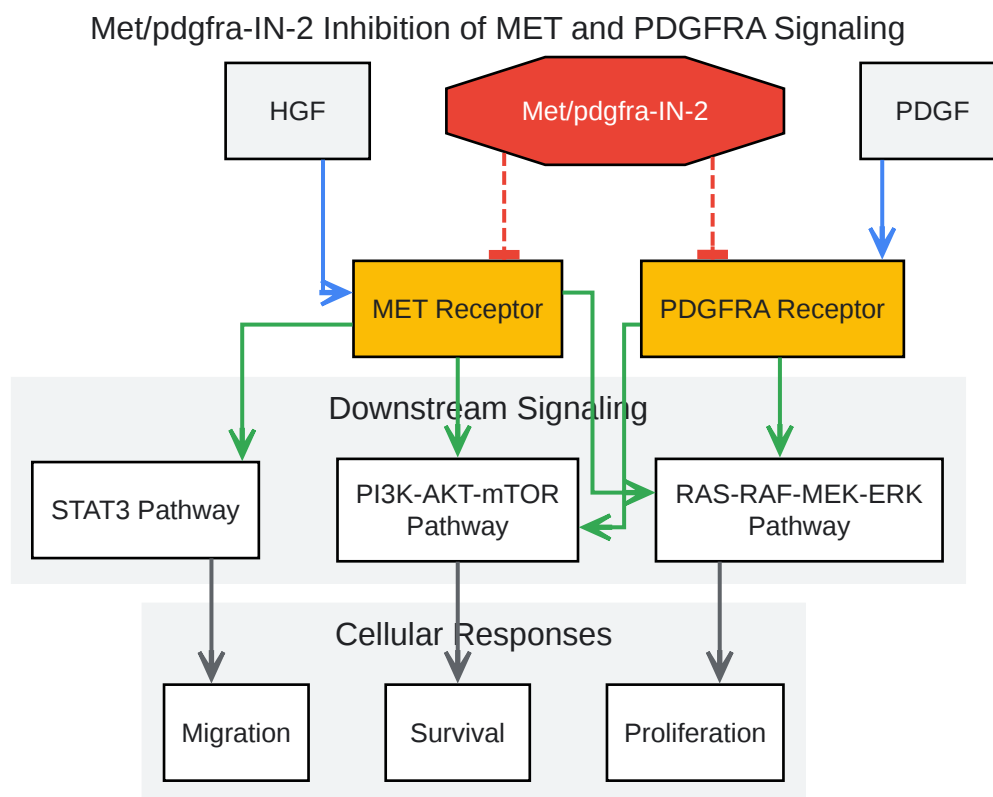 Met/pdgfra-IN-2 Inhibition of MET and PDGFRA Signaling
HGF
Met/pdgfra-IN-2
PDGF
MET Receptor
PDGFRA Receptor
Downstream Signaling
STAT3 Pathway
PI3K-AKT-mTOR
Pathway
RAS-RAF-MEK-ERK
Pathway
Cellular Responses
Migration
Survival
Proliferation